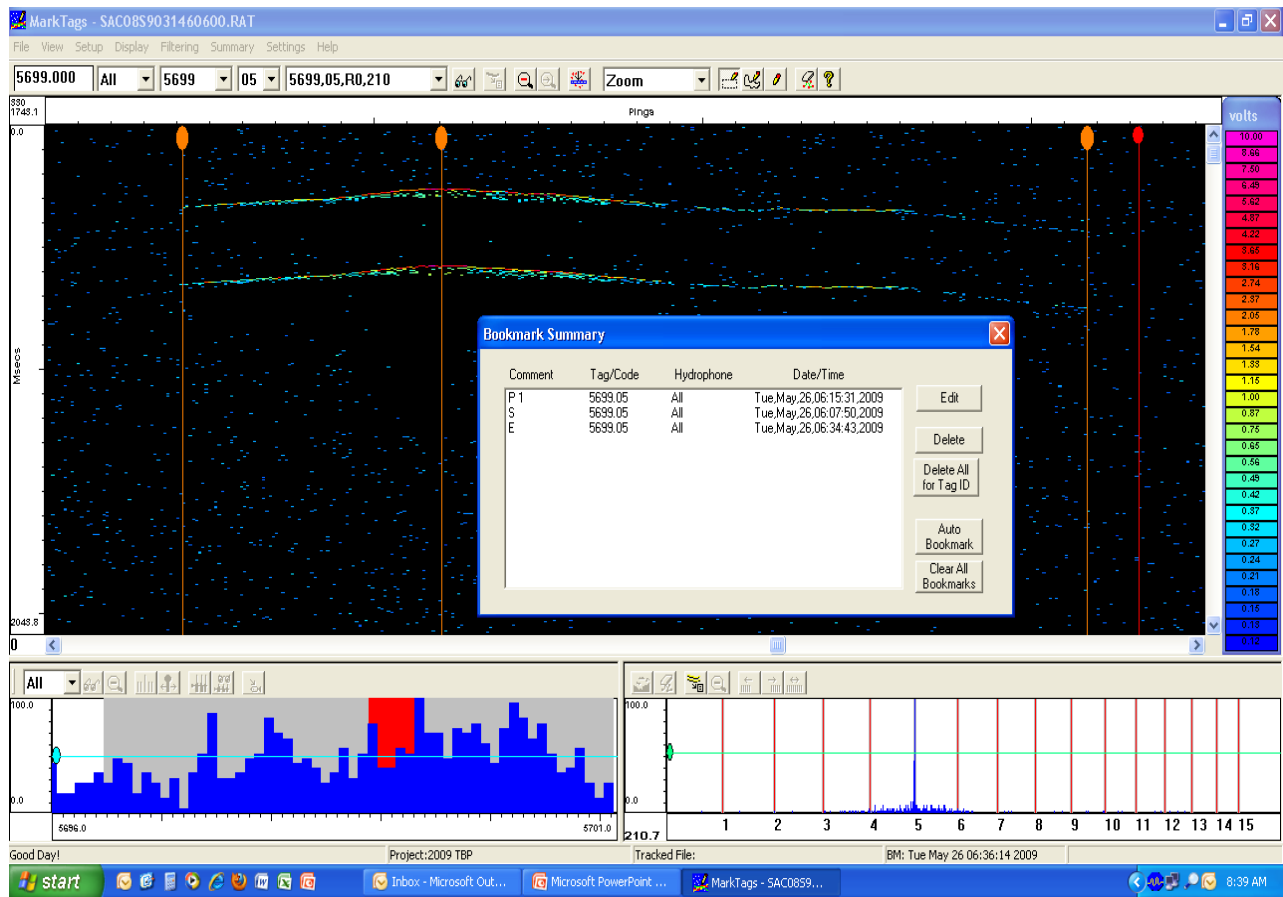 MarkTags - SAC08S9031460600.RAT
File View Setup Display Filtering Summary Settings Help
5699.000 All 5699 05 5699,05,R0,210 Zoom
1743.1 Pings
0.0
Msecs
2043.8
0
volts
10.00
8.66
7.50
6.49
5.62
4.87
4.22
3.65
3.16
2.74
2.37
2.05
1.78
1.54
1.33
1.15
1.00
0.87
0.75
0.65
0.56
0.49
0.42
0.37
0.32
0.27
0.24
0.21
0.18
0.15
0.13
0.12
Bookmark Summary
Comment Tag/Code Hydrophone Date/Time
P 1 5699.05 All Tue,May,26,06:15:31,2009
S 5699.05 All Tue,May,26,06:07:50,2009
E 5699.05 All Tue,May,26,06:34:43,2009
Edit
Delete
Delete All
for Tag ID
Auto
Bookmark
Clear All
Bookmarks
All
100.0
0.0
5696.0 5701.0
100.0
0.0
210.7
1 2 3 4 5 6 7 8 9 10 11 12 13 14 15
Good Day! Project:2009 TBP Tracked File: BM: Tue May 26 06:36:14 2009
start Inbox - Microsoft Out... Microsoft PowerPoint ... MarkTags - SAC08S9... 8:39 AM